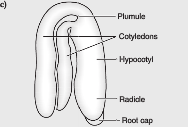 c)
Plumule
Cotyledons
Hypocotyl
Radicle
Root cap